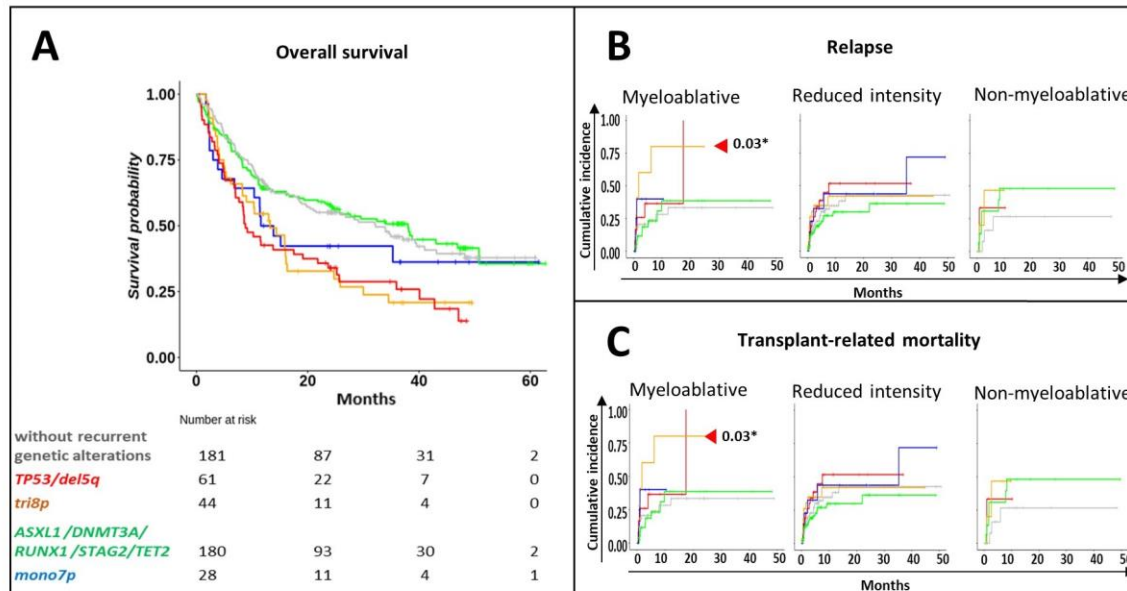 A
Overall survival
1.00
0.75
0.50
0.25
0.00
Survival probability
0 20 40 60
Months
Number at risk
without recurrent
genetic alterations 181 87 31 2
TP53/del5q 61 22 7 0
tri8p 44 11 4 0
ASXL1/DNMT3A/
RUNX1/STAG2/TET2 180 93 30 2
mono7p 28 11 4 1
B
Relapse
Myeloablative Reduced intensity Non-myeloablative
Cumulative incidence
1.00
0.75
0.50
0.25
0.00
0.03*
0 10 20 30 40 50 0 10 20 30 40 50 0 10 20 30 40 50
Months
C
Transplant-related mortality
Myeloablative Reduced intensity Non-myeloablative
Cumulative incidence
1.00
0.75
0.50
0.25
0.00
0.03*
0 10 20 30 40 50 0 10 20 30 40 50 0 10 20 30 40 50
Months